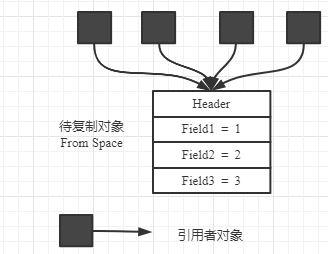 Header
Field1 = 1
待复制对象
From Space
Field2 = 2
Field3 = 3
引用者对象